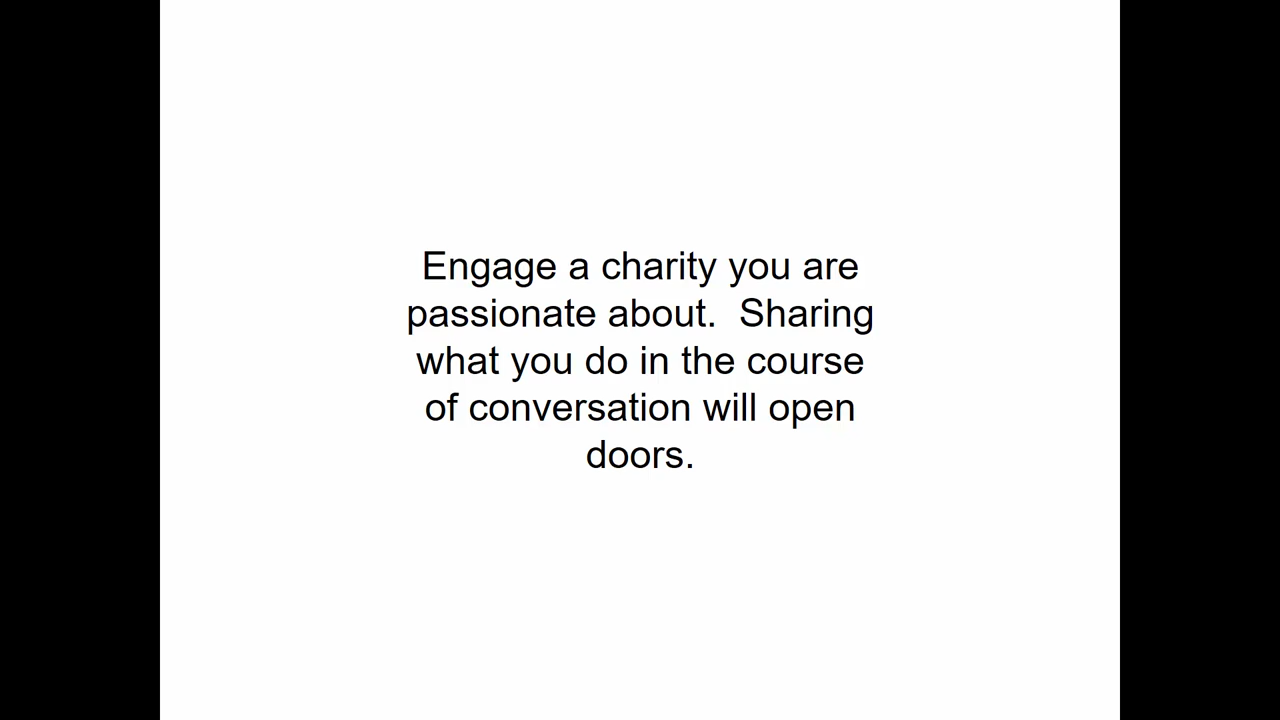 Engage a charity you are
passionate about.  Sharing
what you do in the course
of conversation will open
doors.